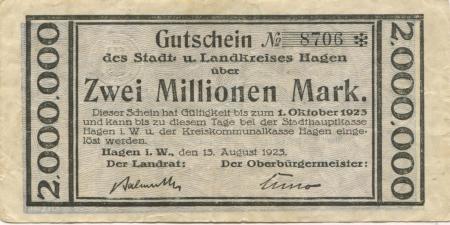 2.000.000
Gutschein № 8706 ✻
des Stadt- u. Landkreises Hagen
über
Zwei Millionen Mark.
Dieser Schein hat Gültigkeit bis zum 1. Oktober 1923
und kann bis zu diesem Tage bei der Stadthauptkasse
Hagen i. W. u. der Kreiskommunalkasse Hagen einge-
löst werden.
Hagen i. W., den 13. August 1923.
Der Landrat: Der Oberbürgermeister:
Cuno
2.000.000